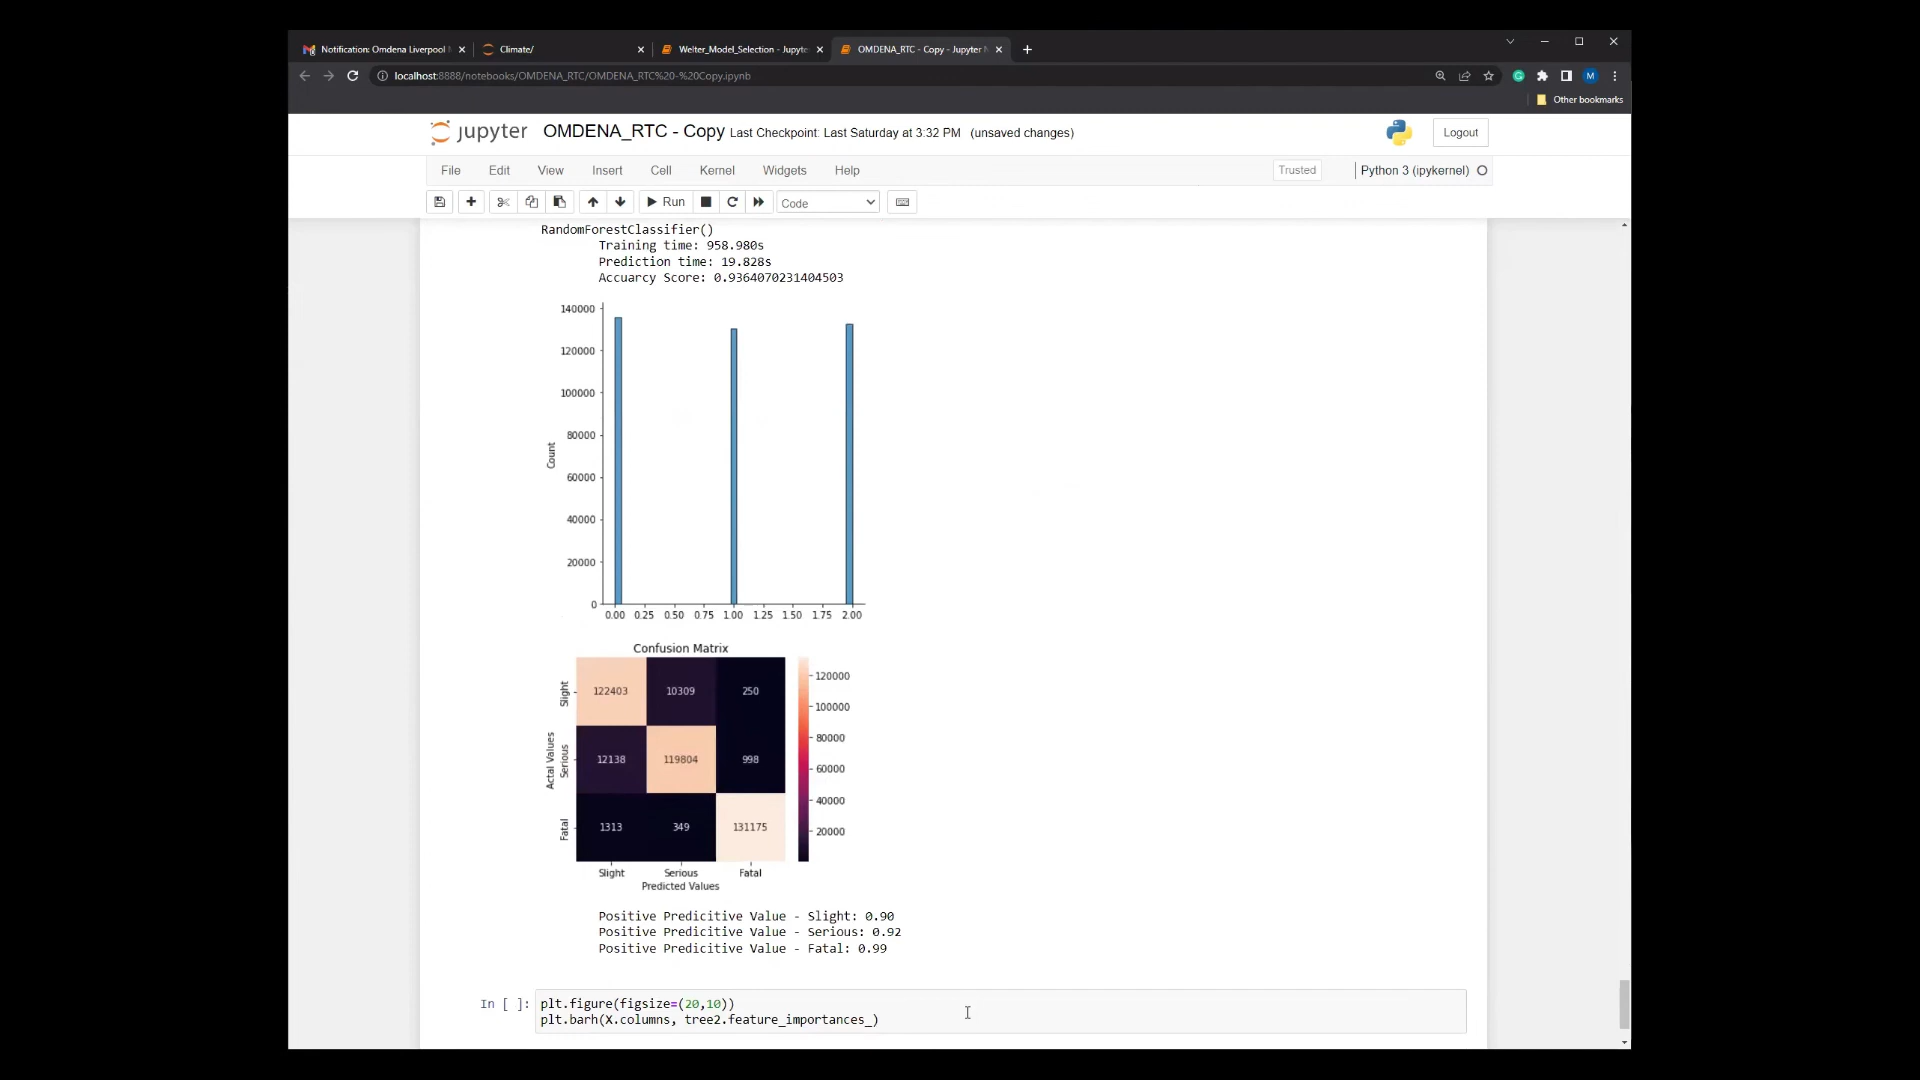 Notification: Omdena Liverpool
Climate/
Welter_Model_Selection - Jupyte
OMDENA_RTC - Copy - Jupyter
localhost:8888/notebooks/OMDENA_RTC/OMDENA_RTC%20-%20Copy.ipynb
M
Other bookmarks
jupyter OMDENA_RTC - Copy Last Checkpoint: Last Saturday at 3:32 PM (unsaved changes)
Logout
File Edit View Insert Cell Kernel Widgets Help
Trusted
Python 3 (ipykernel)
Run
Code
RandomForestClassifier()
Training time: 958.980s
Prediction time: 19.828s
Accuarcy Score: 0.9364070231404503
140000
120000
100000
80000
60000
40000
20000
0
Count
0.00 0.25 0.50 0.75 1.00 1.25 1.50 1.75 2.00
Confusion Matrix
Actal Values
Slight 122403 10309 250
Serious 12138 119804 998
Fatal 1313 349 131175
120000
100000
80000
60000
40000
20000
Slight Serious Fatal
Predicted Values
Positive Predicitive Value - Slight: 0.90
Positive Predicitive Value - Serious: 0.92
Positive Predicitive Value - Fatal: 0.99
In [ ]: plt.figure(figsize=(20,10))
plt.barh(X.columns, tree2.feature_importances_)